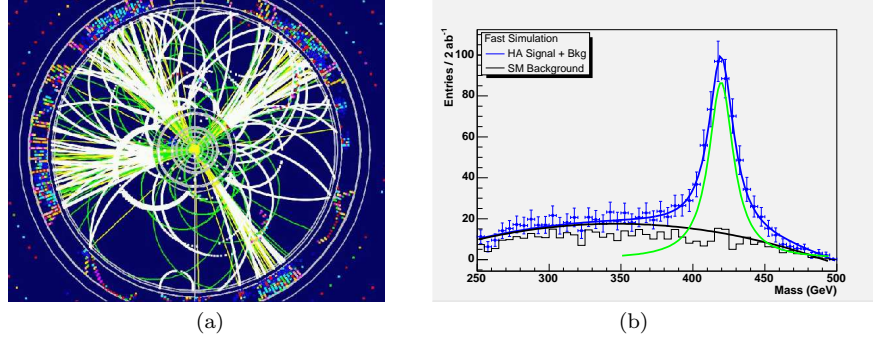 Fast Simulation
HA Signal + Bkg
SM Background
Entries / 2 ab⁻¹
100
80
60
40
20
0
250 300 350 400 450 500
Mass (GeV)
(a) (b)